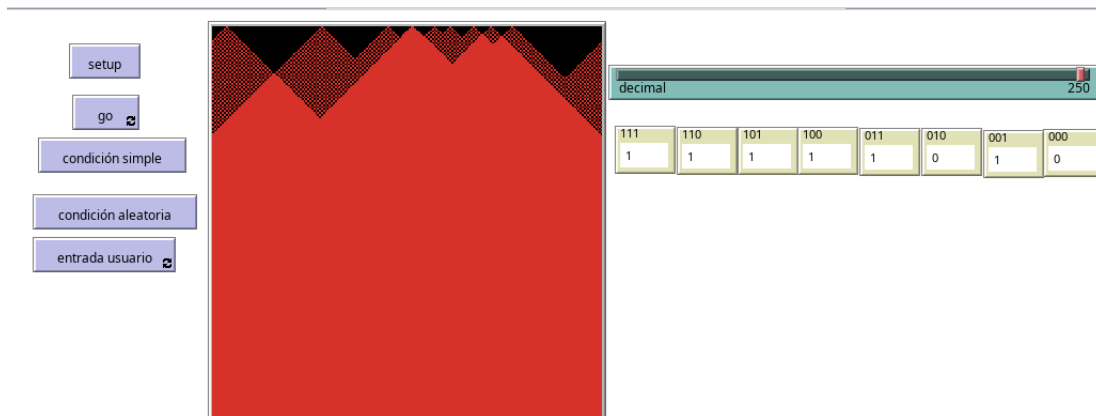 setup
go
condición simple
condición aleatoria
entrada usuario
decimal 250
111 110 101 100 011 010 001 000
1 1 1 1 1 0 1 0